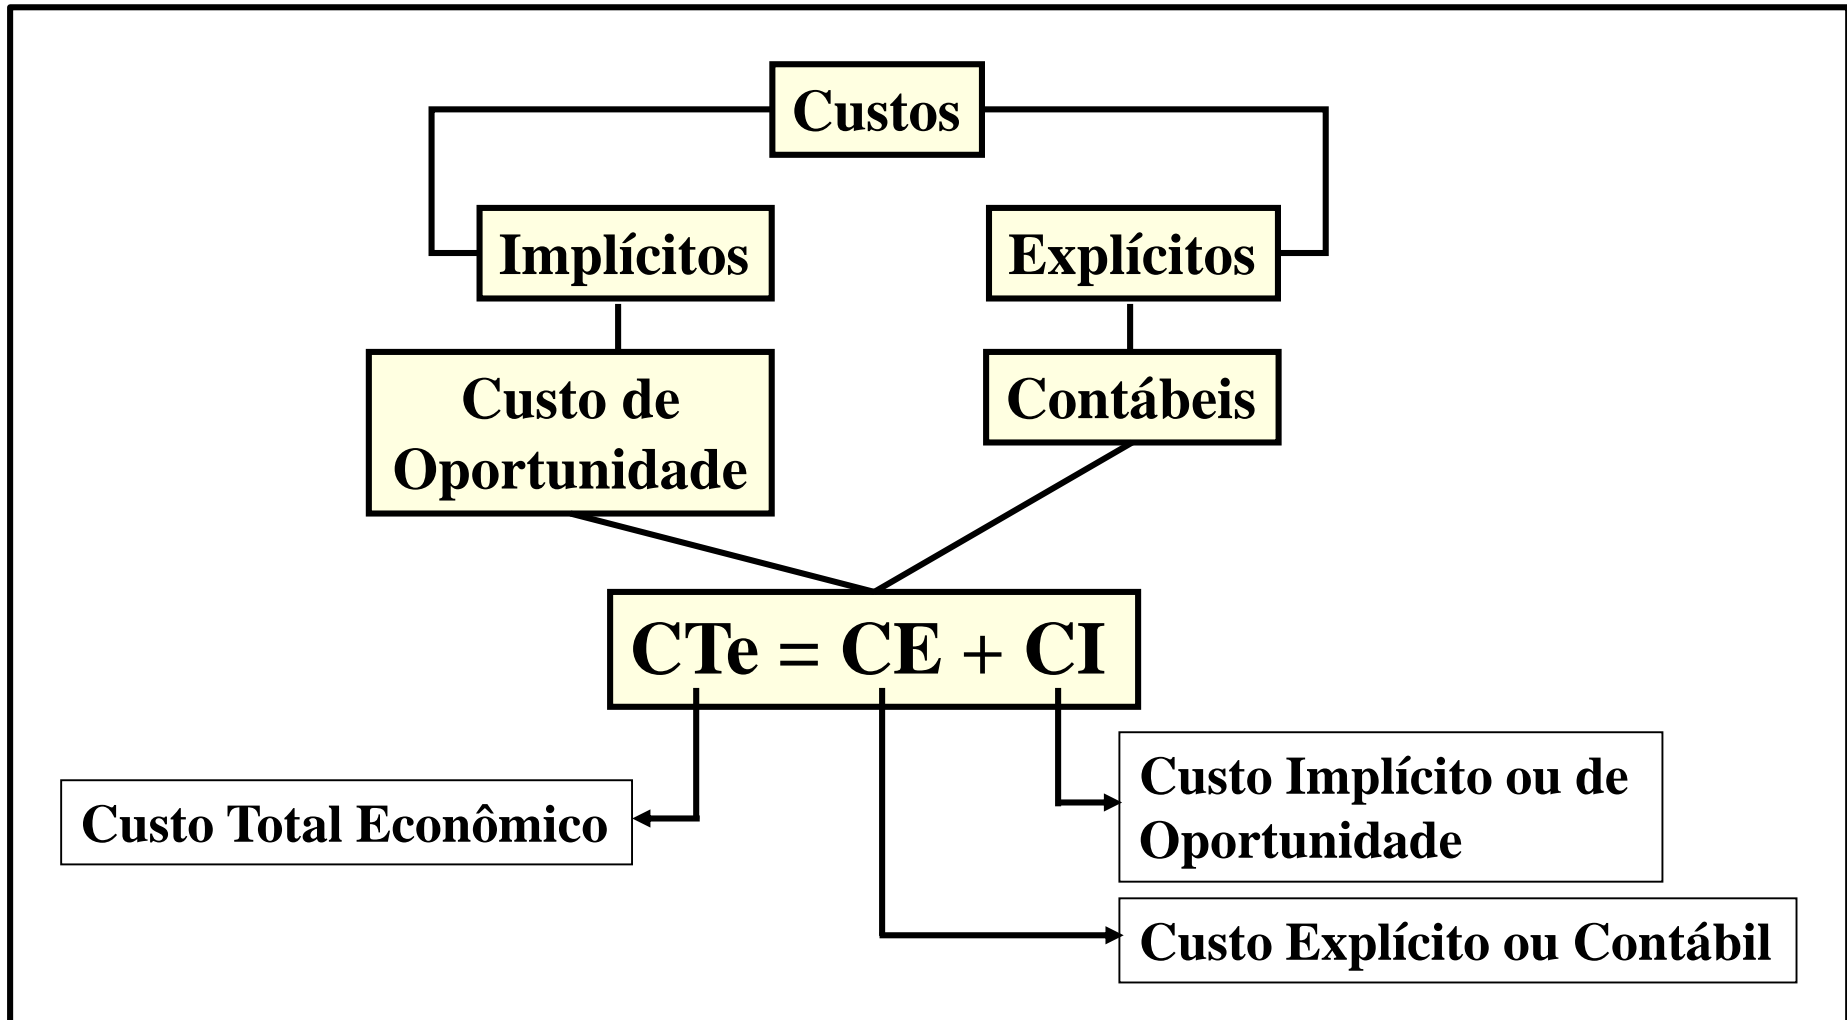 Custos
Implícitos
Explícitos
Custo de
Oportunidade
Contábeis
CTe = CE + CI
Custo Total Econômico
Custo Implícito ou de
Oportunidade
Custo Explícito ou Contábil